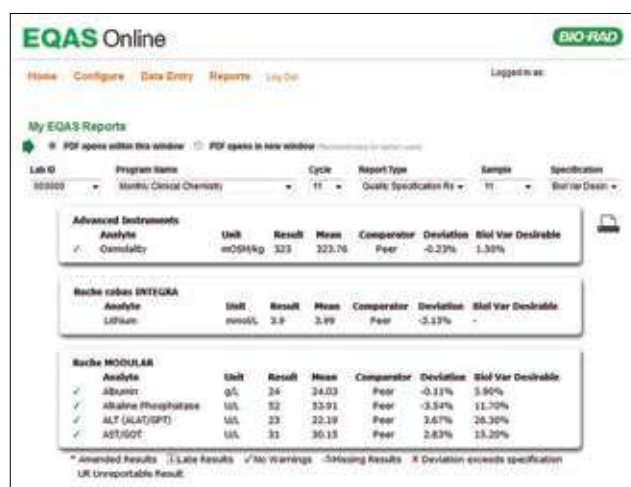 EQAS Online
BIO-RAD
Home Configure Data Entry Reports Log Out
Logged in as:
My EQAS Reports
PDF opens within this window PDF opens in new window
Lab ID Program Name Cycle Report Type Sample Specification
Monthly Clinical Chemistry 11 Quality Specification Re 11 Biol Var Desir
Advanced Instruments
Analyte Unit Result Mean Comparator Deviation Biol Var Desirable
✓ Osmolality mOSM/kg 323 323.76 Peer -0.23% 1.50%
Roche cobas INTEGRA
Analyte Unit Result Mean Comparator Deviation Biol Var Desirable
Lithium mmol/L 3.9 3.99 Peer -2.15% -
Roche MODULAR
Analyte Unit Result Mean Comparator Deviation Biol Var Desirable
✓ Albumin g/L 24 24.03 Peer -0.11% 3.90%
✓ Alkaline Phosphatase U/L 52 53.91 Peer -3.54% 11.70%
✓ ALT (ALAT/GPT) U/L 23 22.19 Peer 3.67% 26.30%
✓ AST/GOT U/L 31 30.15 Peer 2.83% 15.20%
* Amended Results Late Results ✓ No Warnings Missing Results X Deviation exceeds specification
UR Unreportable Result